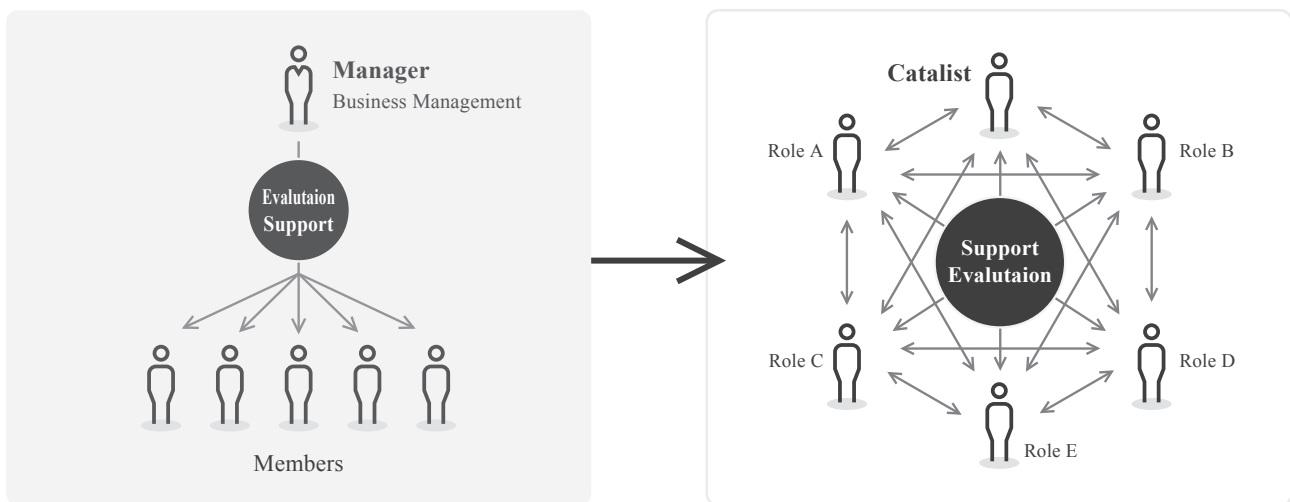 Manager
Business Management
Evalutaion
Support
Members
Catalist
Role A
Role B
Support
Evalutaion
Role C
Role D
Role E